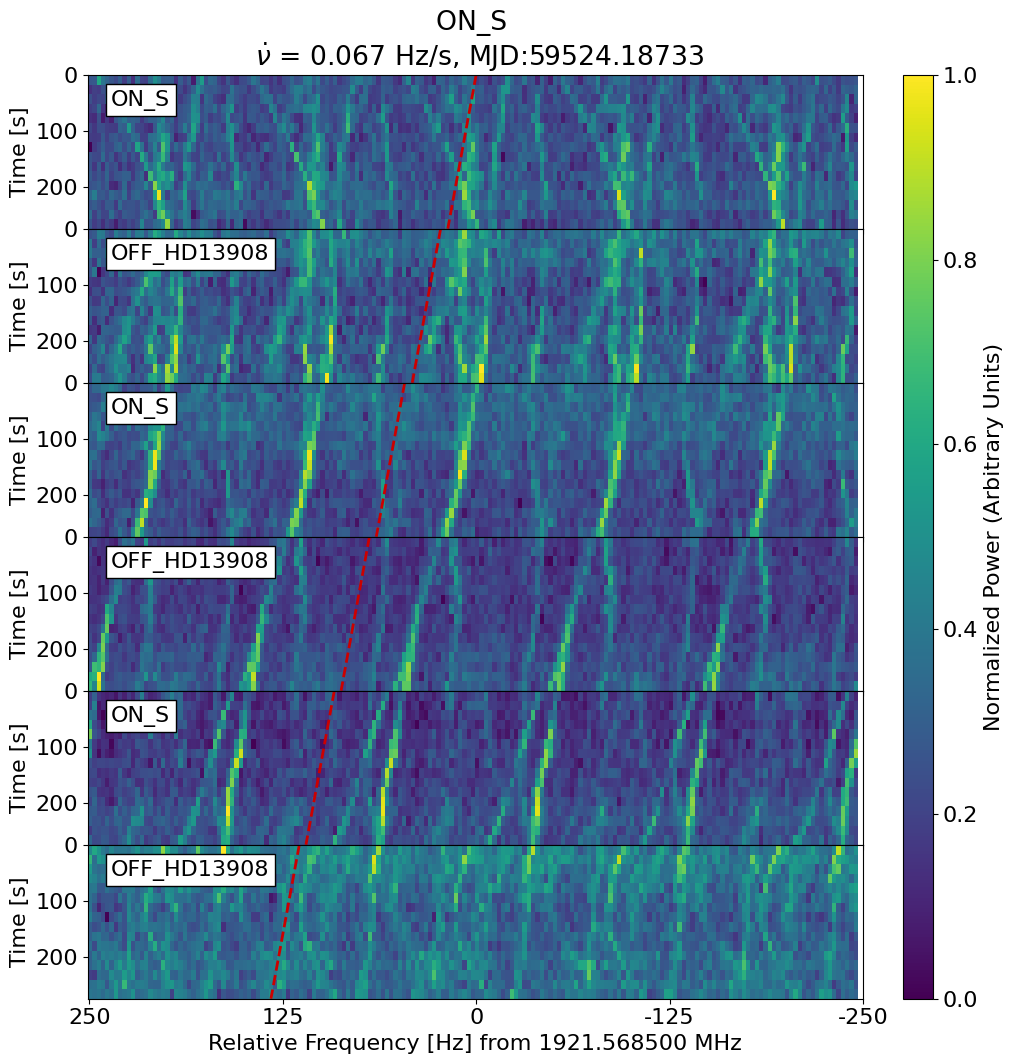 ON_S
ν̇ = 0.067 Hz/s, MJD:59524.18733
0
100
200
Time [s]
ON_S
0
100
200
Time [s]
OFF_HD13908
0
100
200
Time [s]
ON_S
0
100
200
Time [s]
OFF_HD13908
0
100
200
Time [s]
ON_S
0
100
200
Time [s]
OFF_HD13908
250 125 0 -125 -250
Relative Frequency [Hz] from 1921.568500 MHz
1.0
0.8
0.6
0.4
0.2
0.0
Normalized Power (Arbitrary Units)